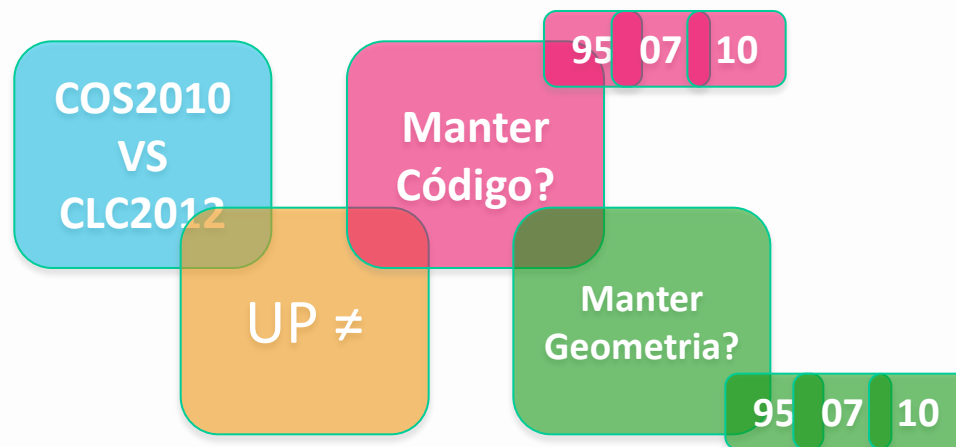 COS2010
VS
CLC2012
UP ≠
Manter
Código?
95 07 10
Manter
Geometria?
95 07 10